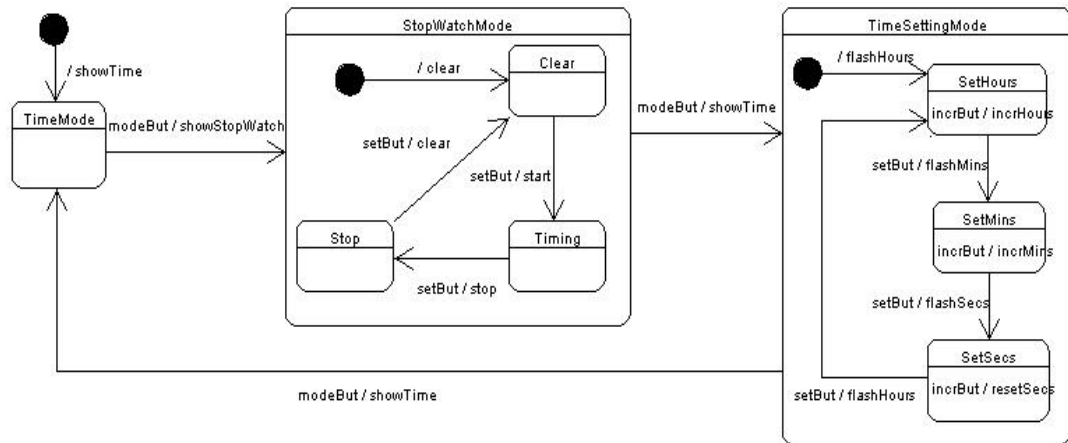 StopWatchMode
TimeSettingMode
/ showTime
/ clear
Clear
/ flashHours
SetHours
incrBut / incrHours
TimeMode
modeBut / showStopWatch
modeBut / showTime
setBut / clear
setBut / start
setBut / flashMins
Stop
Timing
SetMins
incrBut / incrMins
setBut / stop
setBut / flashSecs
SetSecs
incrBut / resetSecs
modeBut / showTime
setBut / flashHours